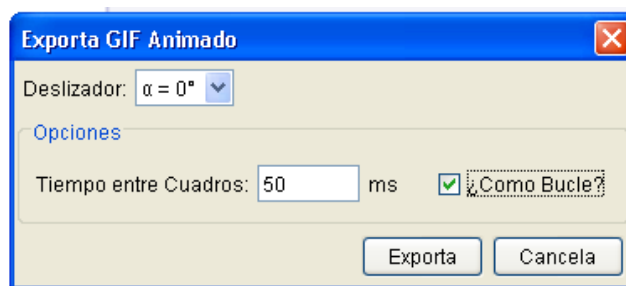 Exporta GIF Animado
Deslizador: α = 0°
Opciones
Tiempo entre Cuadros: 50 ms ¿Como Bucle?
Exporta Cancela